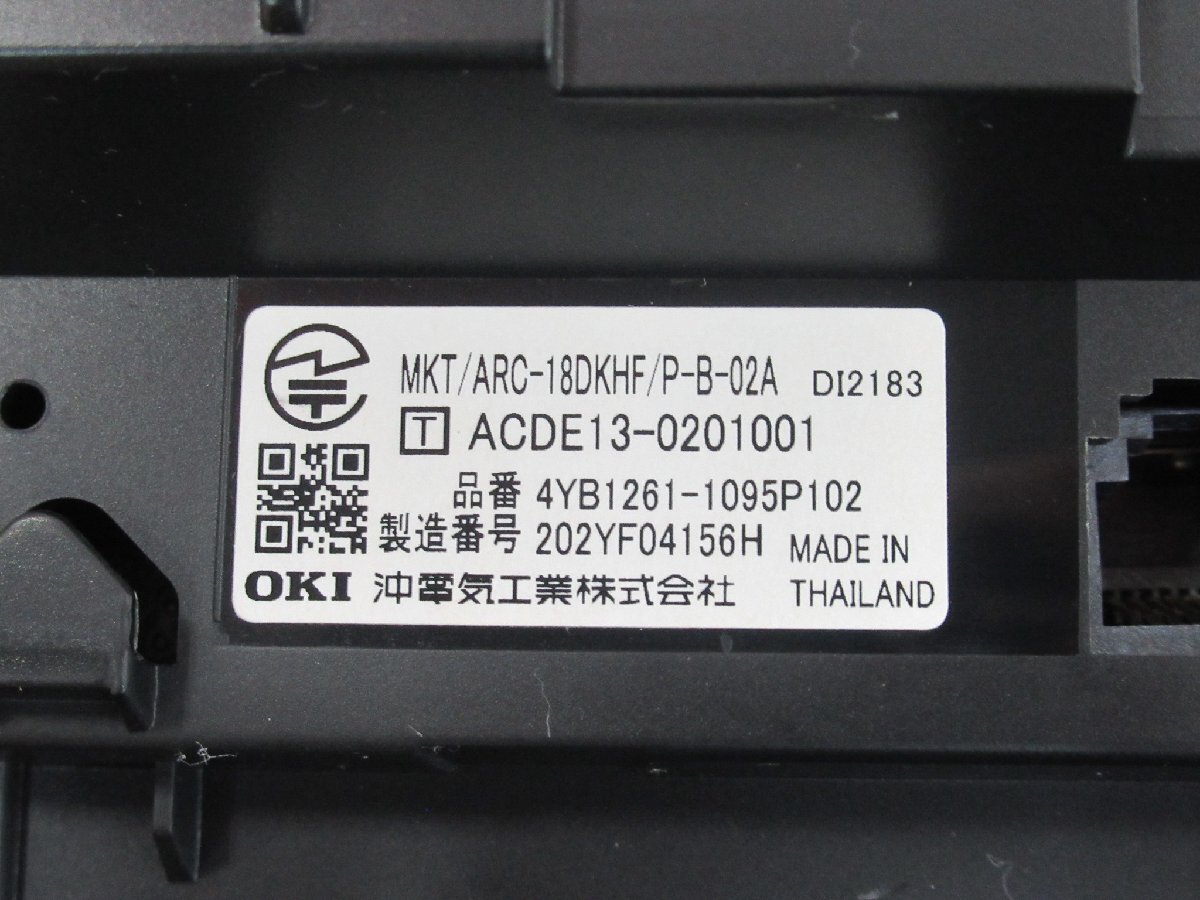 MKT/ARC-18DKHF/P-B-02A DI2183
T ACDE13-0201001
品番 4YB1261-1095P102
製造番号 202YF04156H MADE IN
OKI 沖電気工業株式会社 THAILAND